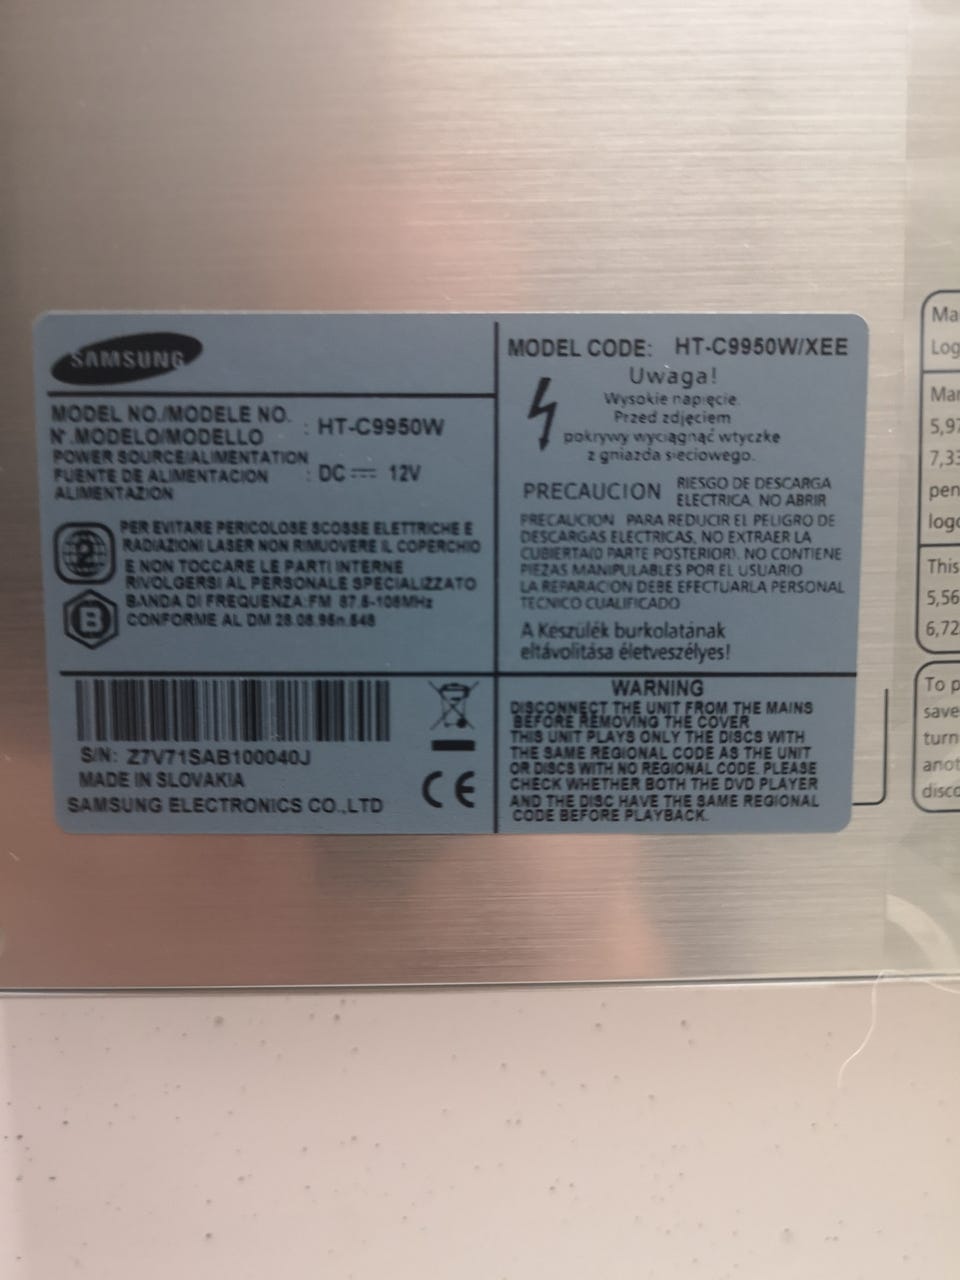 SAMSUNG
MODEL NO./MODELE NO.
N°.MODELO/MODELLO
: HT-C9950W
POWER SOURCE/ALIMENTATION
FUENTE DE ALIMENTACION
ALIMENTAZION
: DC 12V
2
PER EVITARE PERICOLOSE SCOSSE ELETTRICHE E
RADIAZIONI LASER NON RIMUOVERE IL COPERCHIO
E NON TOCCARE LE PARTI INTERNE
RIVOLGERSI AL PERSONALE SPECIALIZZATO
B
BANDA DI FREQUENZA:FM 87.5-108MHz
CONFORME AL DM 28.08.95n.548
S/N: Z7V71SAB100040J
MADE IN SLOVAKIA
SAMSUNG ELECTRONICS CO.,LTD
CE
MODEL CODE: HT-C9950W/XEE
Uwaga!
Wysokie napięcie.
Przed zdjęciem
pokrywy wyciągnąć wtyczke
z gniazda sieciowego.
PRECAUCION
RIESGO DE DESCARGA
ELECTRICA. NO ABRIR
PRECAUCION PARA REDUCIR EL PELIGRO DE
DESCARGAS ELECTRICAS, NO EXTRAER LA
CUBIERTA(O PARTE POSTERIOR). NO CONTIENE
PIEZAS MANIPULABLES POR EL USUARIO
LA REPARACION DEBE EFECTUARLA PERSONAL
TECNICO CUALIFICADO
A Készülék burkolatának
eltávolitása életveszélyes!
WARNING
DISCONNECT THE UNIT FROM THE MAINS
BEFORE REMOVING THE COVER
THIS UNIT PLAYS ONLY THE DISCS WITH
THE SAME REGIONAL CODE AS THE UNIT
OR DISCS WITH NO REGIONAL CODE. PLEASE
CHECK WHETHER BOTH THE DVD PLAYER
AND THE DISC HAVE THE SAME REGIONAL
CODE BEFORE PLAYBACK.
This
To
turn